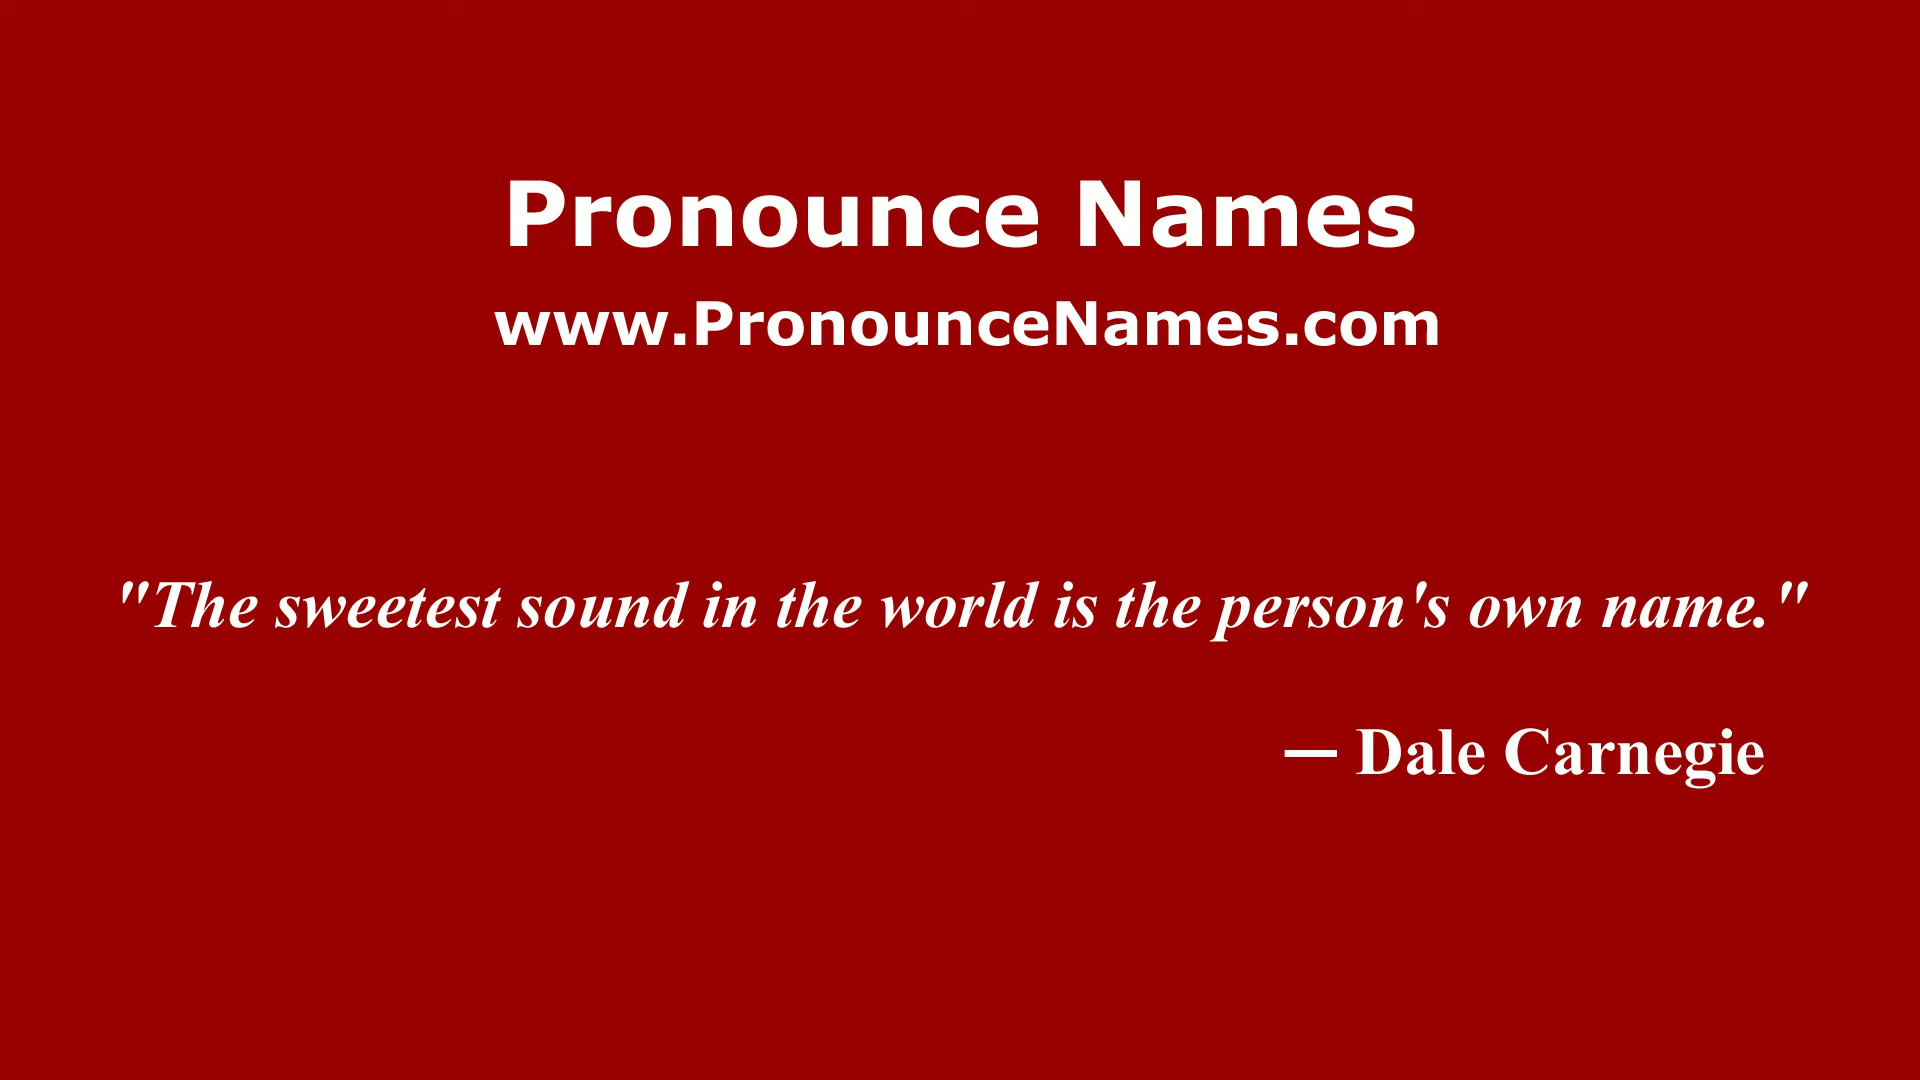 Pronounce Names
www.PronounceNames.com
"The sweetest sound in the world is the person's own name."
— Dale Carnegie